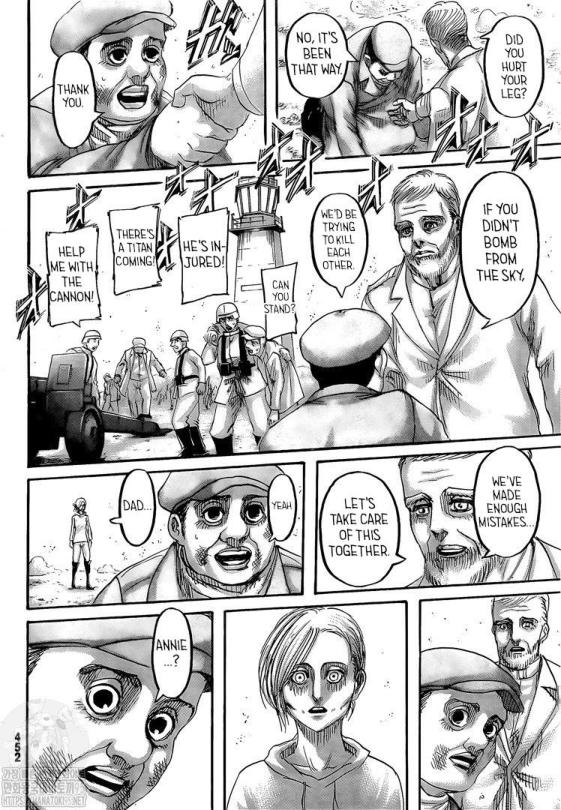 DID
YOU
HURT
YOUR
LEG?
NO, IT'S
BEEN
THAT WAY.
THANK
YOU.
IF YOU
DIDN'T
BOMB
FROM
THE SKY,
WE'D BE
TRYING
TO KILL
EACH
OTHER.
CAN
YOU
STAND?
HE'S IN-
JURED!
THERE'S
A TITAN
COMING!
HELP
ME WITH
THE
CANNON!
WE'VE
MADE
ENOUGH
MISTAKES...
LET'S
TAKE CARE
OF THIS
TOGETHER.
YEAH
DAD...
ANNIE
...?
452